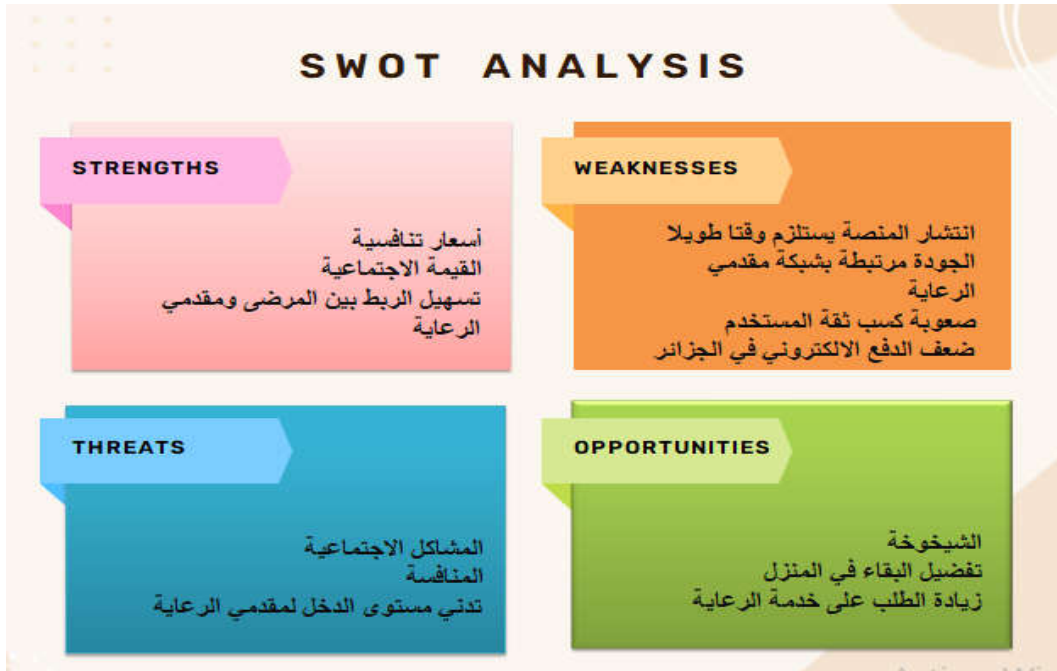 SWOT ANALYSIS
STRENGTHS
أسعار تنافسية
القيمة الاجتماعية
تسهيل الربط بين المرضى ومقدمي
الرعاية
WEAKNESSES
انتشار المنصة يستلزم وقتا طويلا
الجودة مرتبطة بشبكة مقدمي
الرعاية
صعوبة كسب ثقة المستخدم
ضعف الدفع الالكتروني في الجزائر
THREATS
المشاكل الاجتماعية
المنافسة
تدني مستوى الدخل لمقدمي الرعاية
OPPORTUNITIES
الشيخوخة
تفضيل البقاء في المنزل
زيادة الطلب على خدمة الرعاية